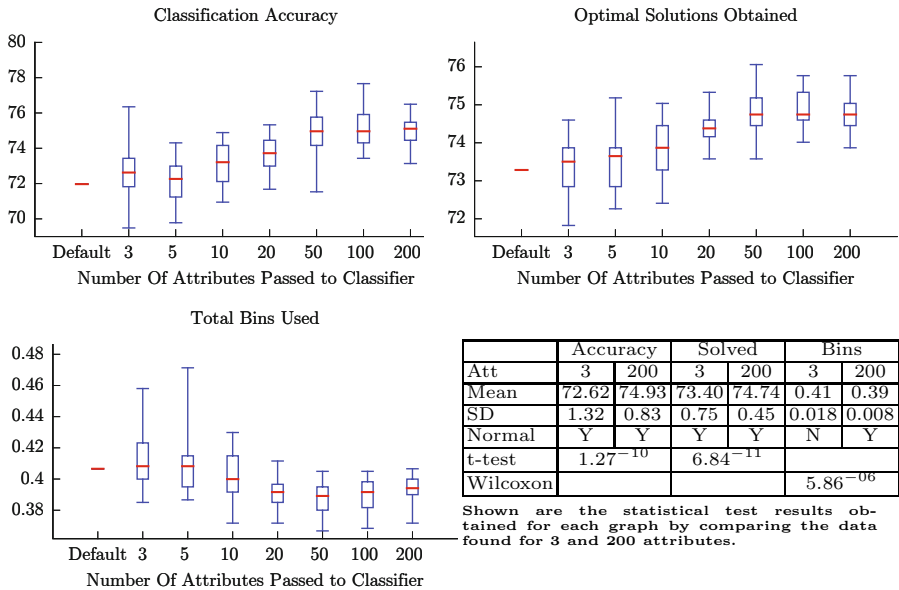 Classification Accuracy
80
78
76
74
72
70
Default 3 5 10 20 50 100 200
Number Of Attributes Passed to Classifier
Optimal Solutions Obtained
76
75
74
73
72
Default 3 5 10 20 50 100 200
Number Of Attributes Passed to Classifier
Total Bins Used
0.48
0.46
0.44
0.42
0.4
0.38
Default 3 5 10 20 50 100 200
Number Of Attributes Passed to Classifier
Accuracy Solved Bins
Att 3 200 3 200 3 200
Mean 72.62 74.93 73.40 74.74 0.41 0.39
SD 1.32 0.83 0.75 0.45 0.018 0.008
Normal Y Y Y Y N Y
t-test 1.27⁻¹⁰ 6.84⁻¹¹
Wilcoxon 5.86⁻⁰⁶
Shown are the statistical test results ob-
tained for each graph by comparing the data
found for 3 and 200 attributes.